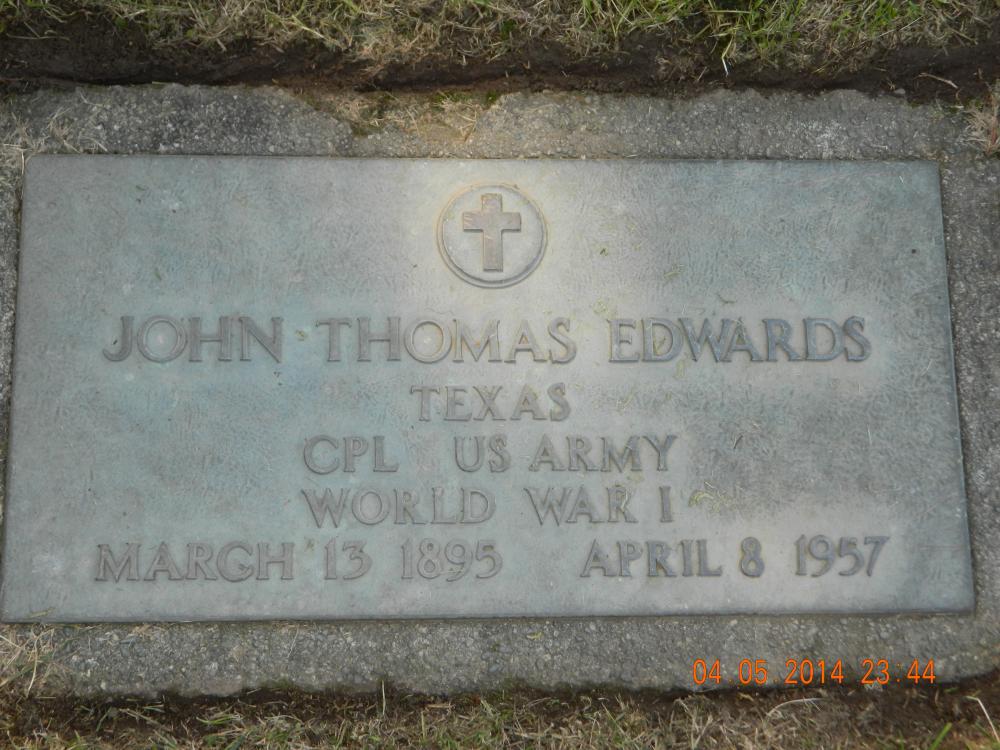 JOHN THOMAS EDWARDS
TEXAS
CPL US ARMY
WORLD WAR I
MARCH 13 1895 APRIL 8 1957
04 05 2014 23:44